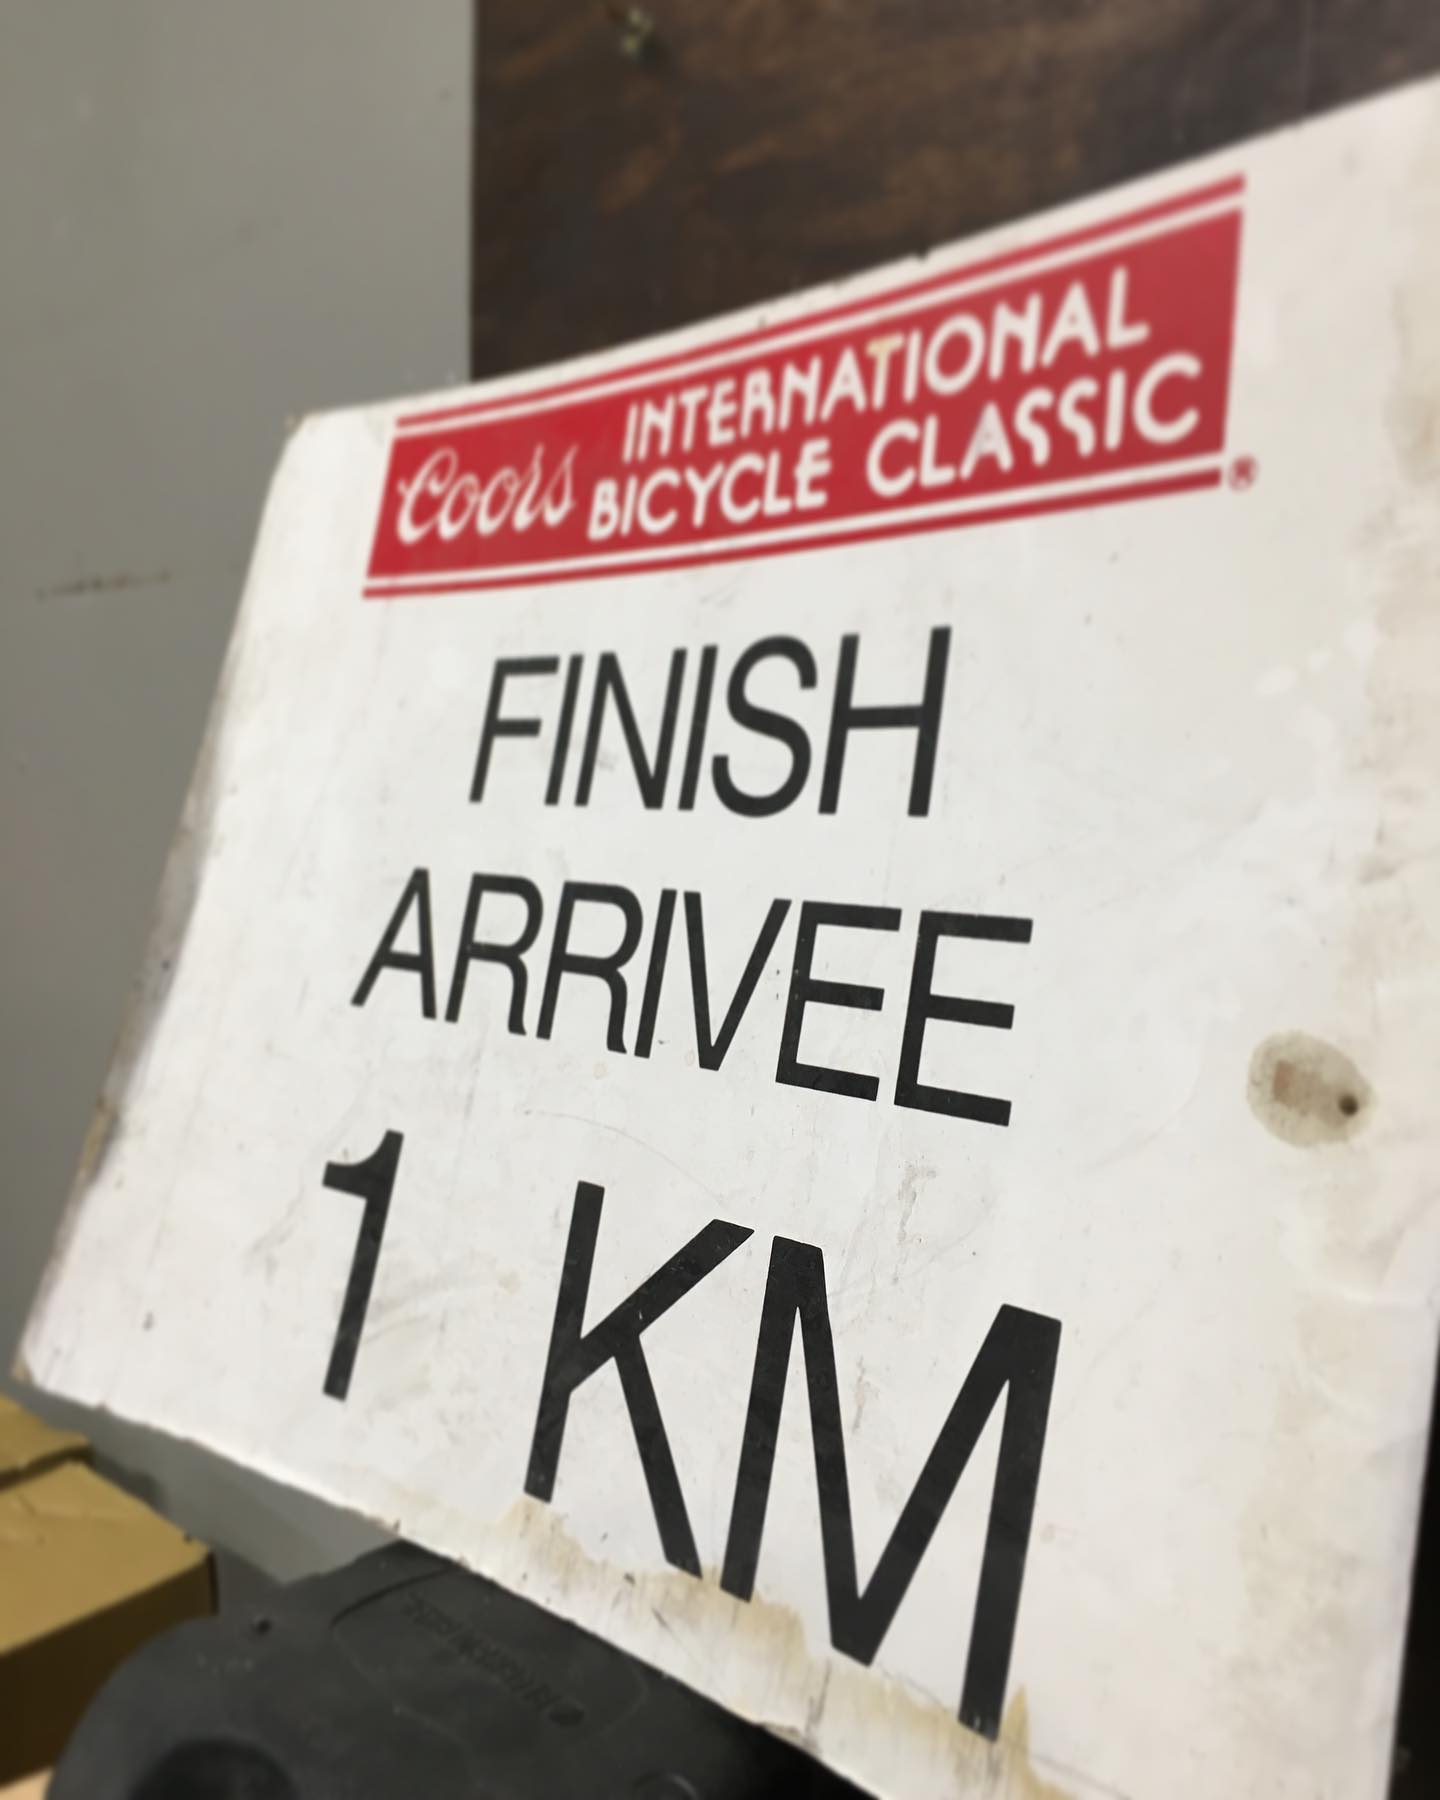 Coors INTERNATIONAL
BICYCLE CLASSIC ®
FINISH
ARRIVEE
1 KM